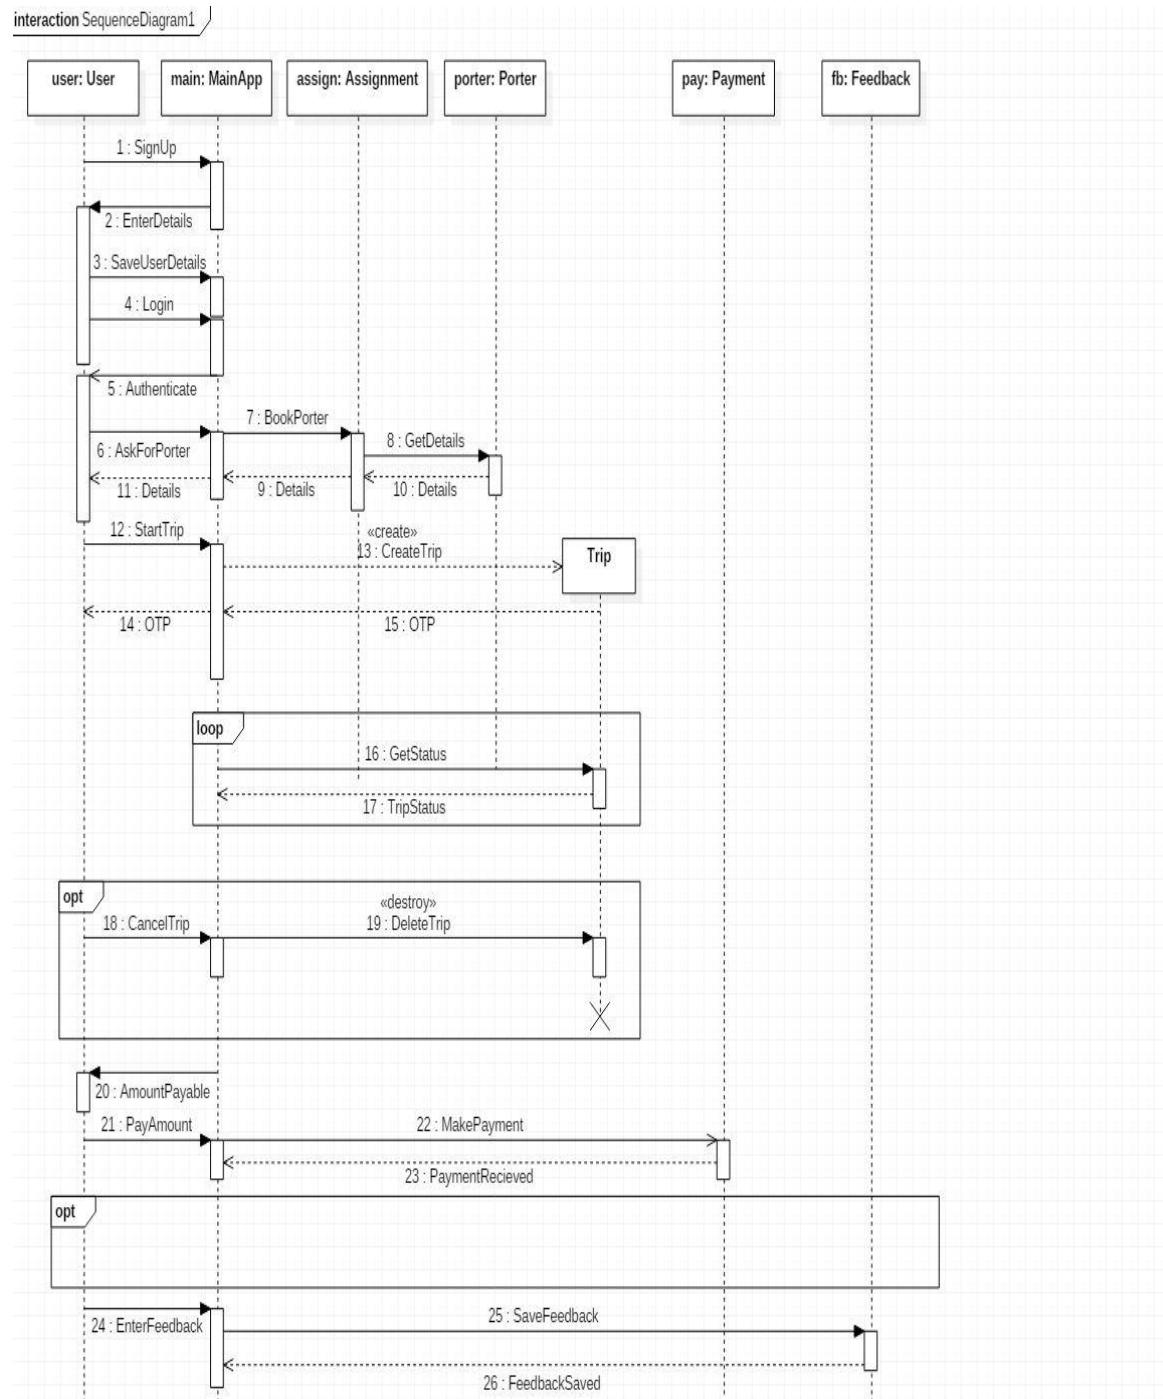 interaction SequenceDiagram1
user: User
main: MainApp
assign: Assignment
porter: Porter
pay: Payment
fb: Feedback
1 : SignUp
2 : EnterDetails
3 : SaveUserDetails
4 : Login
5 : Authenticate
6 : AskForPorter
7 : BookPorter
8 : GetDetails
11 : Details
9 : Details
10 : Details
12 : StartTrip
«create»
13 : CreateTrip
Trip
14 : OTP
15 : OTP
loop
16 : GetStatus
17 : TripStatus
opt
«destroy»
18 : CancelTrip
19 : DeleteTrip
20 : AmountPayable
21 : PayAmount
22 : MakePayment
23 : PaymentRecieved
opt
24 : EnterFeedback
25 : SaveFeedback
26 : FeedbackSaved